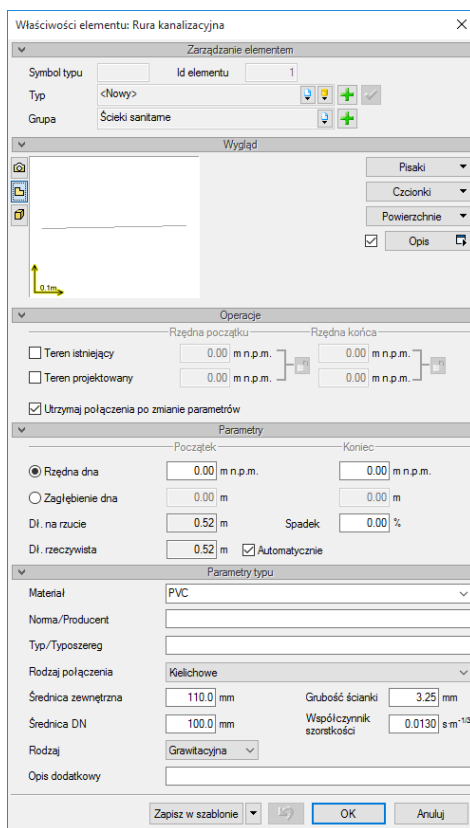 Właściwości elementu: Rura kanalizacyjna
Zarządzanie elementem
Symbol typu Id elementu 1
Typ <Nowy>
Grupa Ścieki sanitarne
Wygląd
Pisaki
Czcionki
Powierzchnie
Opis
0.1m
Operacje
Rzędna początku Rzędna końca
Teren istniejący 0.00 m n.p.m. 0.00 m n.p.m.
Teren projektowany 0.00 m n.p.m. 0.00 m n.p.m.
Utrzymaj połączenia po zmianie parametrów
Parametry
Początek Koniec
Rzędna dna 0.00 m n.p.m. 0.00 m n.p.m.
Zagłębienie dna 0.00 m 0.00 m
Dł. na rzucie 0.52 m Spadek 0.00 %
Dł. rzeczywista 0.52 m Automatycznie
Parametry typu
Materiał PVC
Norma/Producent
Typ/Typoszereg
Rodzaj połączenia Kielichowe
Średnica zewnętrzna 110.0 mm Grubość ścianki 3.25 mm
Średnica DN 100.0 mm Współczynnik szorstkości 0.0130 s·m⁻¹/³
Rodzaj Grawitacyjna
Opis dodatkowy
Zapisz w szablonie OK Anuluj